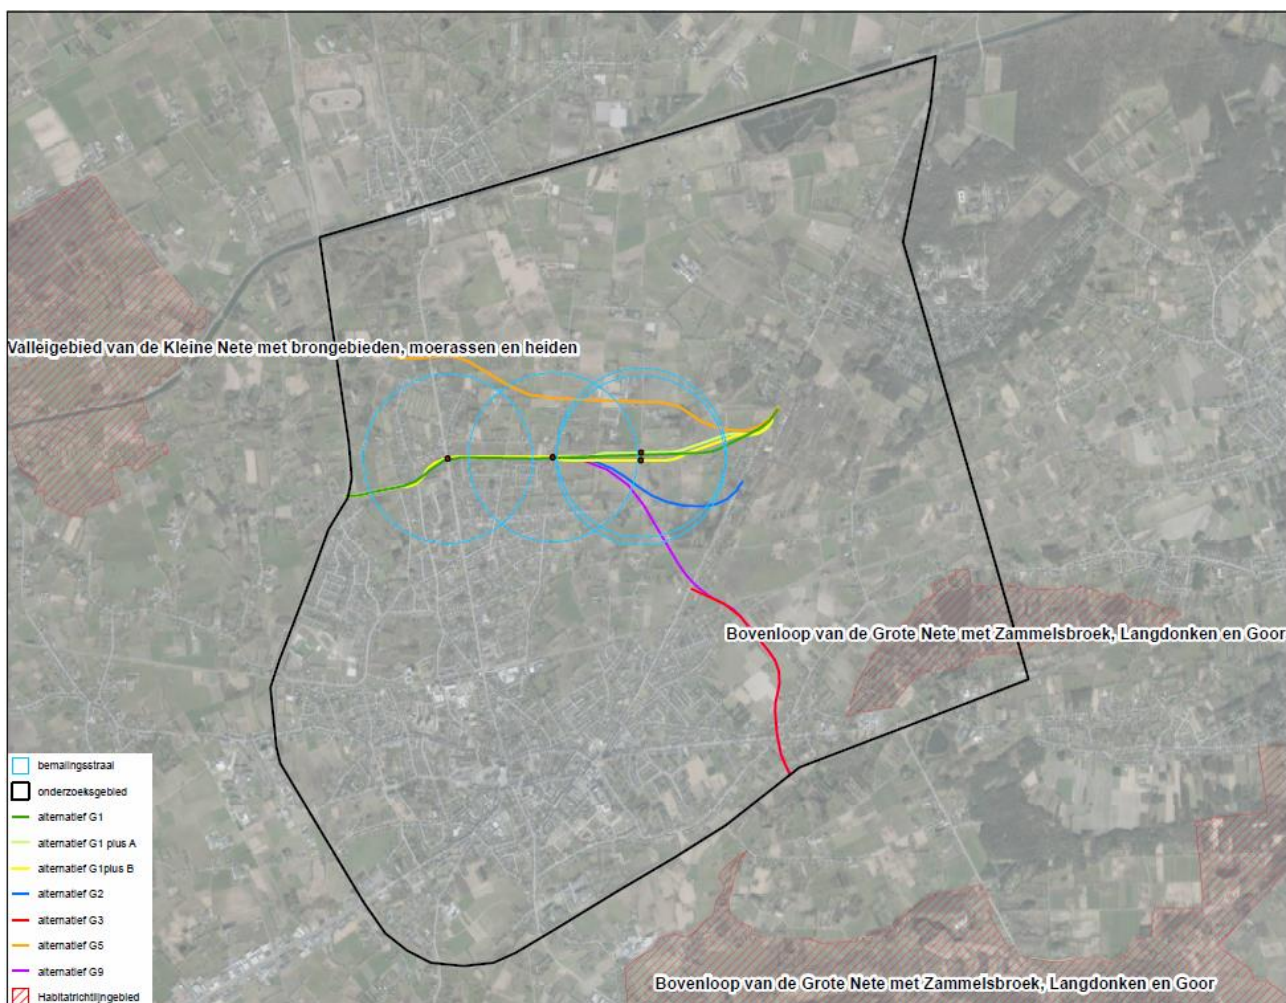 Valleigebied van de Kleine Nete met brongebieden, moerassen en heiden
Bovenloop van de Grote Nete met Zammelsbroek, Langdonken en Goor
bemalingsstraal
onderzoeksgebied
alternatief G1
alternatief G1 plus A
alternatief G1plus B
alternatief G2
alternatief G3
alternatief G5
alternatief G9
Habitatrichtlijngebied
Bovenloop van de Grote Nete met Zammelsbroek, Langdonken en Goor